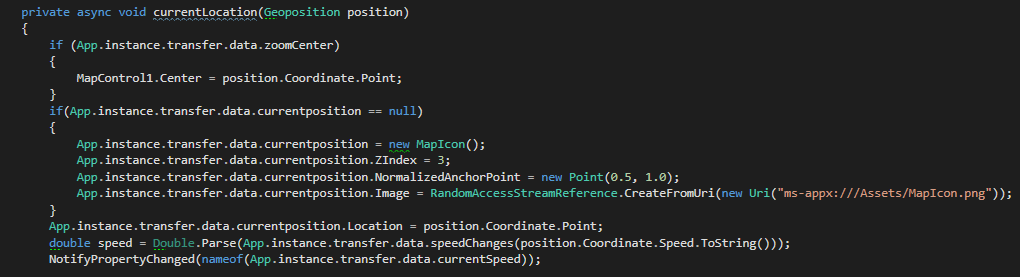 private async void currentLocation(Geoposition position)
{
if (App.instance.transfer.data.zoomCenter)
{
MapControl1.Center = position.Coordinate.Point;
}
if(App.instance.transfer.data.currentposition == null)
{
App.instance.transfer.data.currentposition = new MapIcon();
App.instance.transfer.data.currentposition.ZIndex = 3;
App.instance.transfer.data.currentposition.NormalizedAnchorPoint = new Point(0.5, 1.0);
App.instance.transfer.data.currentposition.Image = RandomAccessStreamReference.CreateFromUri(new Uri("ms-appx:///Assets/MapIcon.png"));
}
App.instance.transfer.data.currentposition.Location = position.Coordinate.Point;
double speed = Double.Parse(App.instance.transfer.data.speedChanges(position.Coordinate.Speed.ToString()));
NotifyPropertyChanged(nameof(App.instance.transfer.data.currentSpeed));